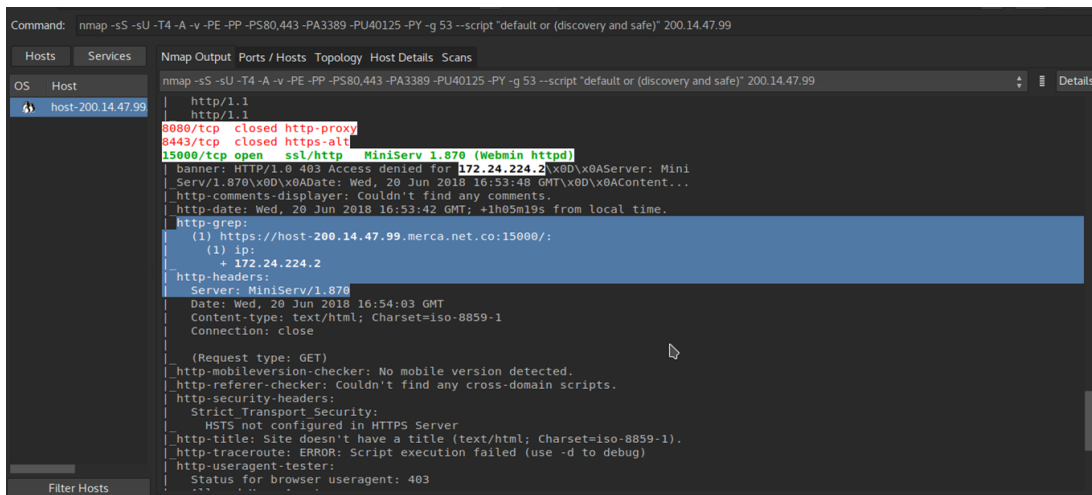 Command: nmap -sS -sU -T4 -A -v -PE -PP -PS80,443 -PA3389 -PU40125 -PY -g 53 --script "default or (discovery and safe)" 200.14.47.99
Hosts Services Nmap Output Ports / Hosts Topology Host Details Scans
nmap -sS -sU -T4 -A -v -PE -PP -PS80,443 -PA3389 -PU40125 -PY -g 53 --script "default or (discovery and safe)" 200.14.47.99 Details
OS Host
host-200.14.47.99.
| http/1.1
|_ http/1.1
8080/tcp closed http-proxy
8443/tcp closed https-alt
15000/tcp open ssl/http MiniServ 1.870 (Webmin httpd)
| banner: HTTP/1.0 403 Access denied for 172.24.224.2\x0D\x0AServer: Mini
|_Serv/1.870\x0D\x0ADate: Wed, 20 Jun 2018 16:53:48 GMT\x0D\x0AContent...
|_http-comments-displayer: Couldn't find any comments.
|_http-date: Wed, 20 Jun 2018 16:53:42 GMT; +1h05m19s from local time.
| http-grep:
| (1) https://host-200.14.47.99.merca.net.co:15000/:
| (1) ip:
|_ + 172.24.224.2
| http-headers:
| Server: MiniServ/1.870
| Date: Wed, 20 Jun 2018 16:54:03 GMT
| Content-type: text/html; Charset=iso-8859-1
| Connection: close
|
|_ (Request type: GET)
|_http-mobileversion-checker: No mobile version detected.
|_http-referer-checker: Couldn't find any cross-domain scripts.
| http-security-headers:
| Strict_Transport_Security:
|_ HSTS not configured in HTTPS Server
|_http-title: Site doesn't have a title (text/html; Charset=iso-8859-1).
|_http-traceroute: ERROR: Script execution failed (use -d to debug)
| http-useragent-tester:
| Status for browser useragent: 403
Filter Hosts